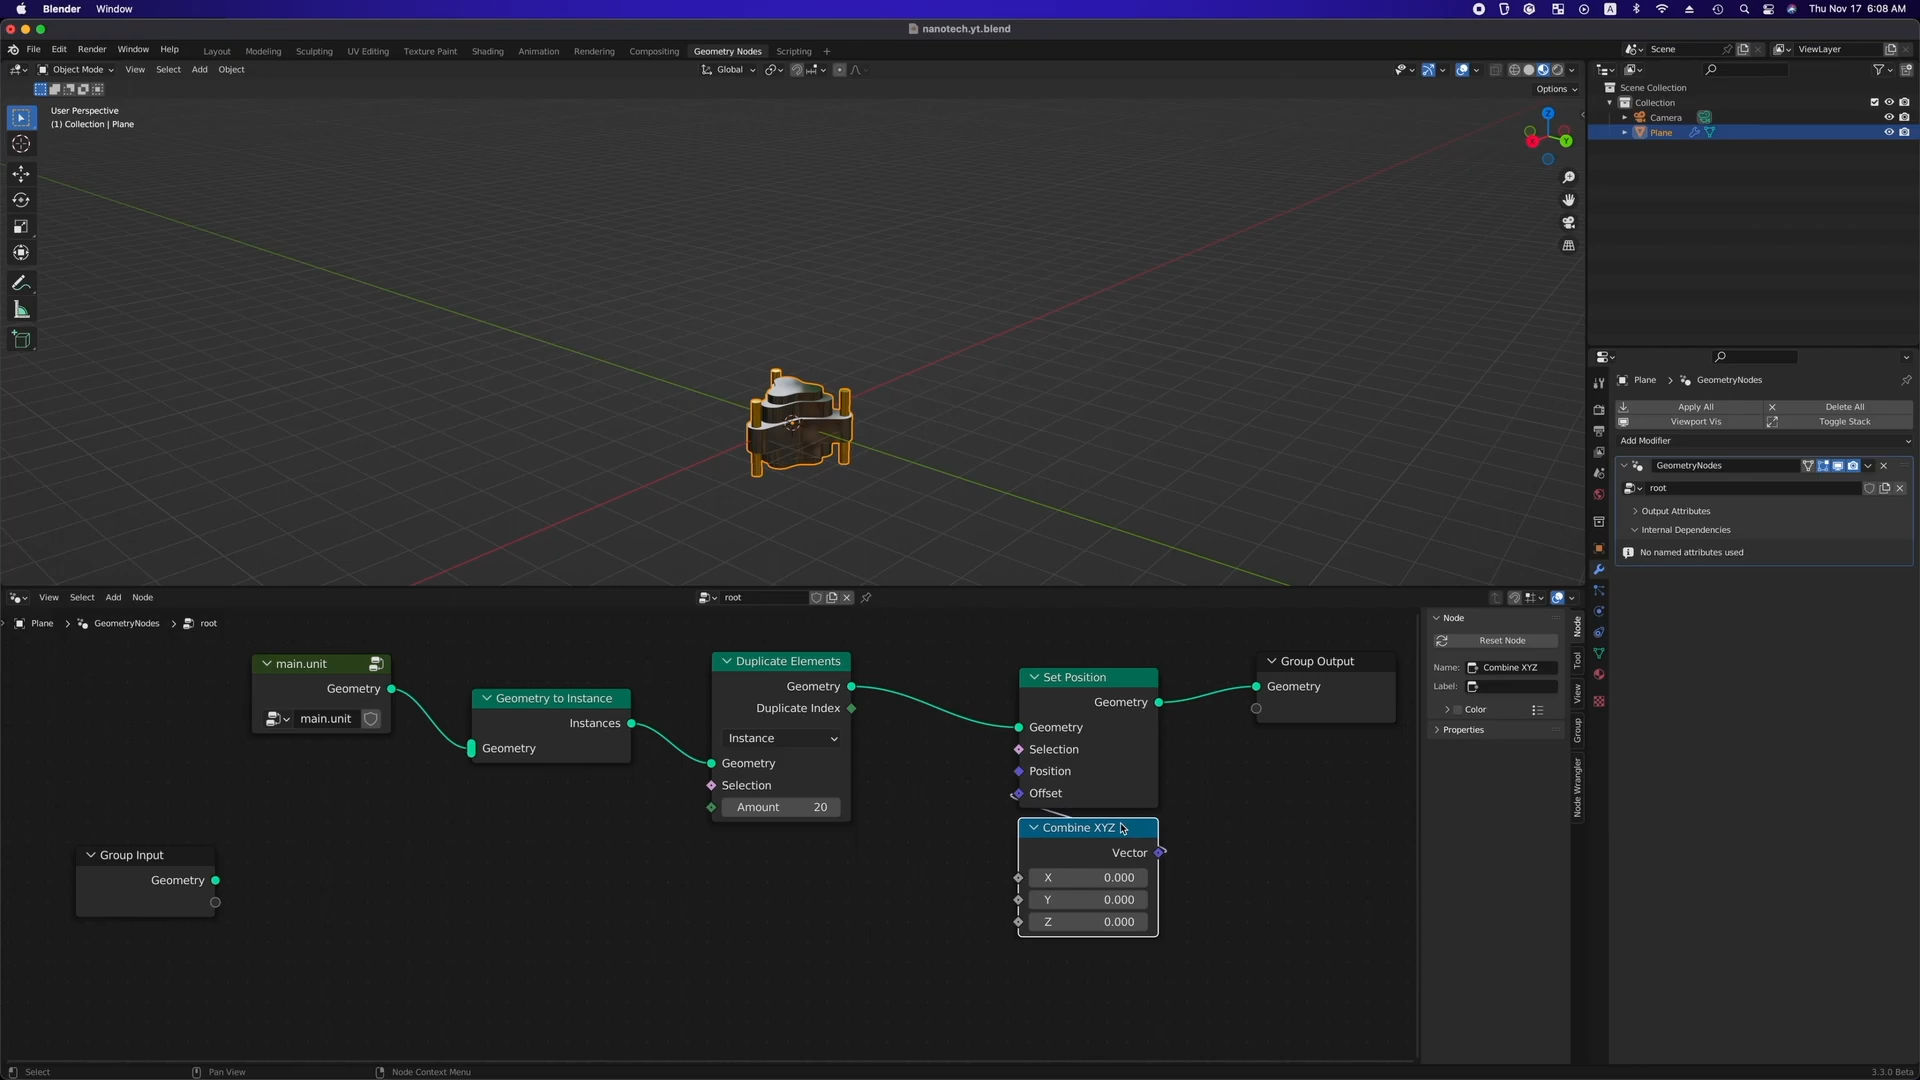 Blender Window
A
Thu Nov 17 6:08 AM
nanotech.yt.blend
File Edit Render Window Help
Layout Modeling Sculpting UV Editing Texture Paint Shading Animation Rendering Compositing Geometry Nodes Scripting +
Scene
ViewLayer
Object Mode View Select Add Object
Global
Options
User Perspective
(1) Collection | Plane
Z
X
Y
Scene Collection
Collection
Camera
Plane
Plane > GeometryNodes
Apply All
Delete All
Viewport Vis
Toggle Stack
Add Modifier
GeometryNodes
root
Output Attributes
Internal Dependencies
No named attributes used
View Select Add Node
root
Plane > GeometryNodes > root
main.unit
Geometry
main.unit
Geometry to Instance
Instances
Geometry
Duplicate Elements
Geometry
Duplicate Index
Instance
Geometry
Selection
Amount 20
Set Position
Geometry
Geometry
Selection
Position
Offset
Combine XYZ
Vector
X 0.000
Y 0.000
Z 0.000
Group Output
Geometry
Group Input
Geometry
Node
Reset Node
Name: Combine XYZ
Label:
Color
Properties
Node
Tool
View
Group
Node Wrangler
Select
Pan View
Node Context Menu
3.3.0 Beta